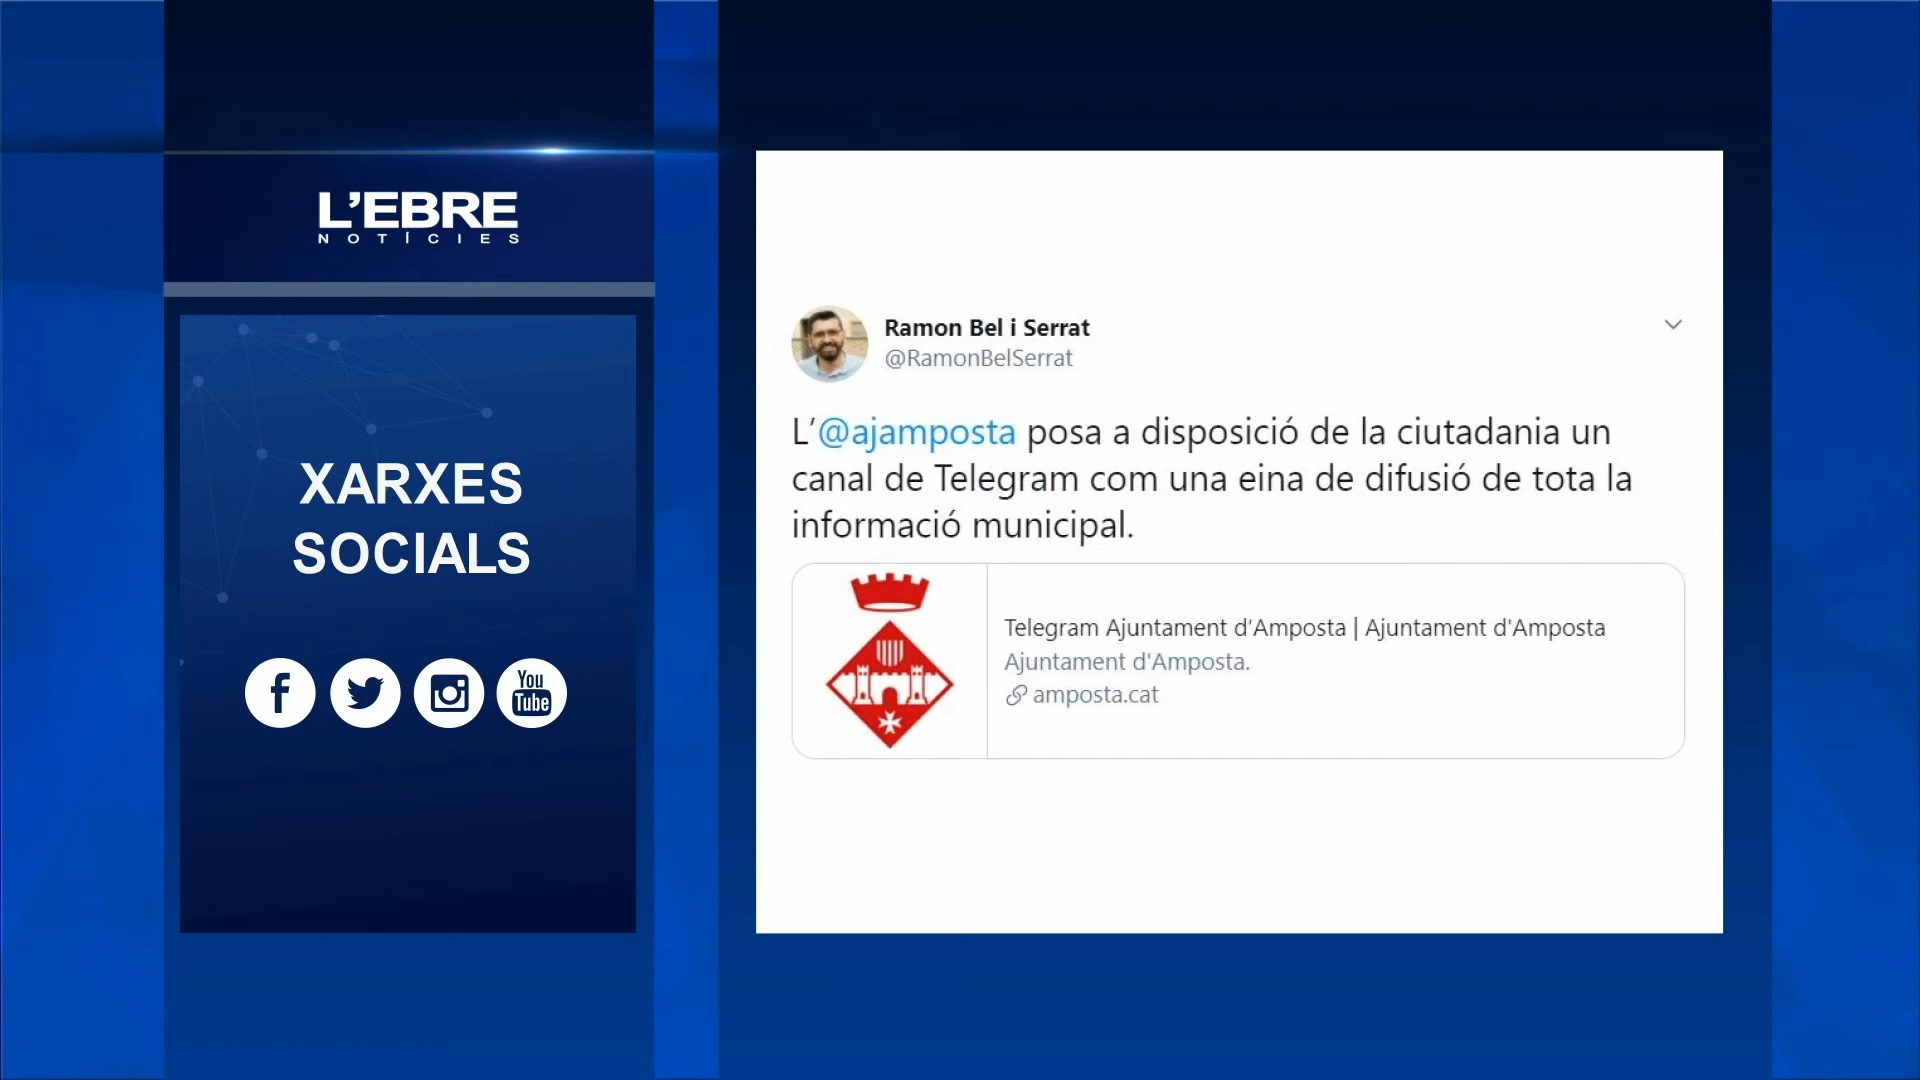 L’EBRE
NOTÍCIES
XARXES
SOCIALS
You
Tube
Ramon Bel i Serrat
@RamonBelSerrat
L’@ajamposta posa a disposició de la ciutadania un
canal de Telegram com una eina de difusió de tota la
informació municipal.
Telegram Ajuntament d’Amposta | Ajuntament d'Amposta
Ajuntament d'Amposta.
amposta.cat